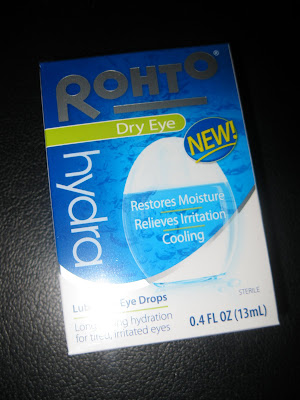 ROHTO
Dry Eye
NEW!
hydra
Restores Moisture
Relieves Irritation
Cooling
Eye Drops
hydration
for tired, irritated eyes
STERILE
0.4 FL OZ (13mL)